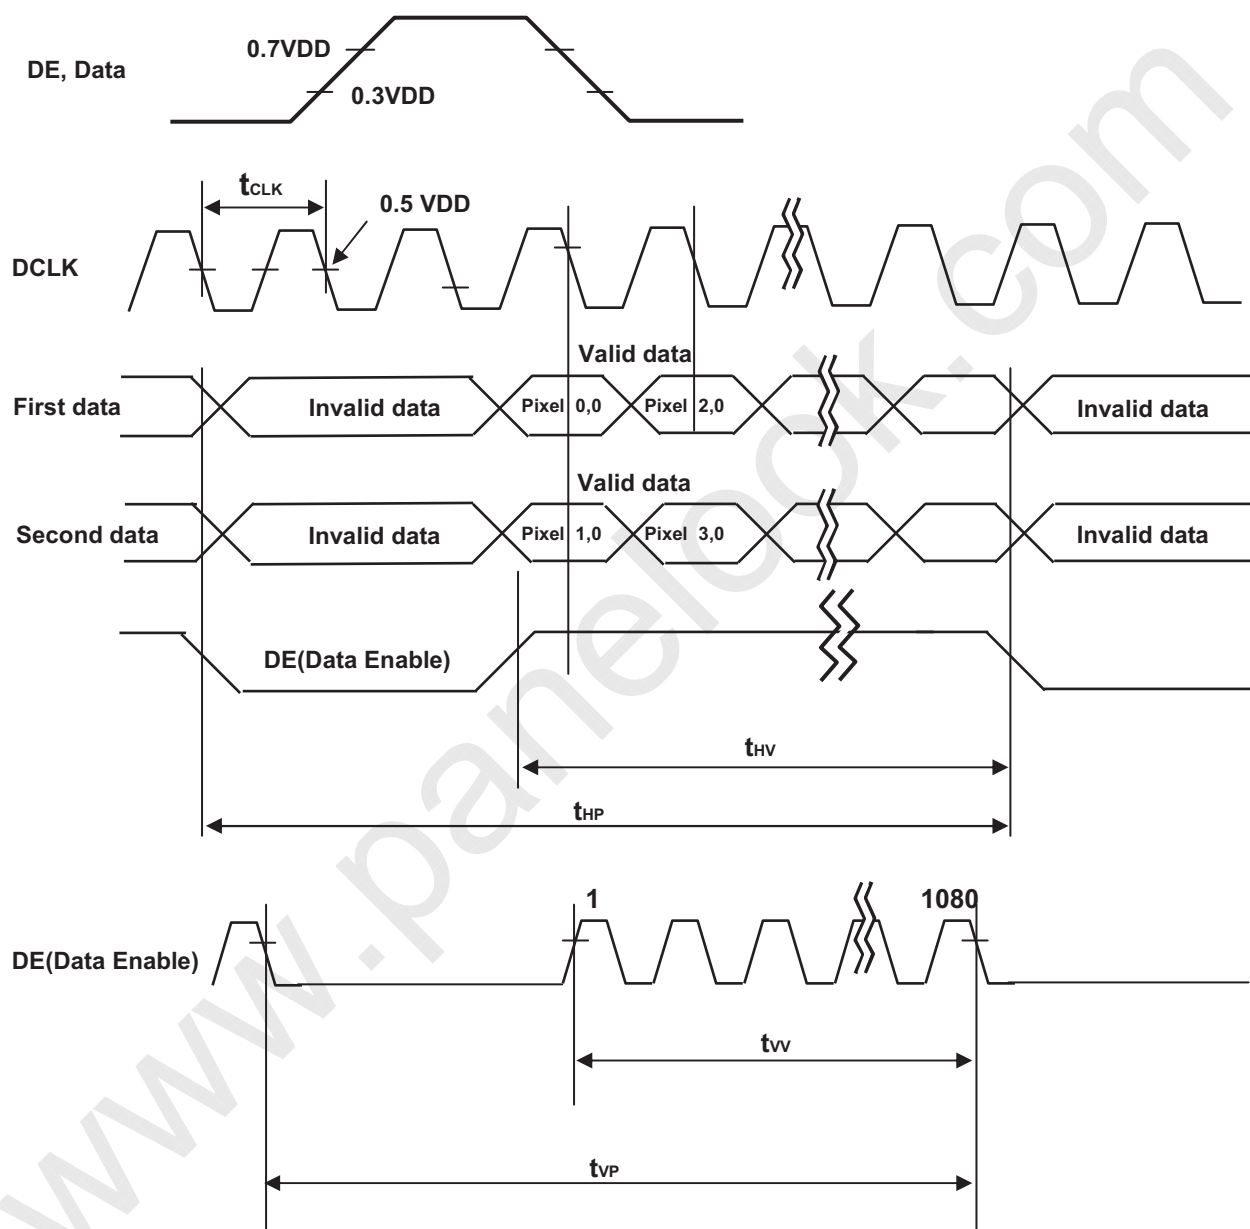 0.7VDD
DE, Data
0.3VDD
tCLK
0.5 VDD
DCLK
Valid data
First data
Invalid data
Pixel 0,0
Pixel 2,0
Invalid data
Valid data
Second data
Invalid data
Pixel 1,0
Pixel 3,0
Invalid data
DE(Data Enable)
tHV
tHP
1
1080
DE(Data Enable)
tVV
tVP
www.panelook.com